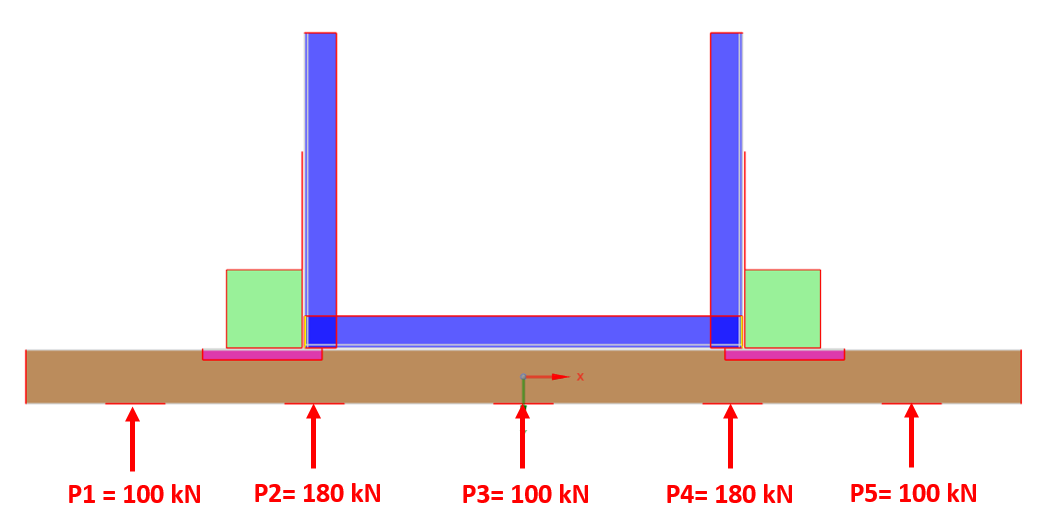 x
P1 = 100 kN
P2= 180 kN
P3= 100 kN
P4= 180 kN
P5= 100 kN